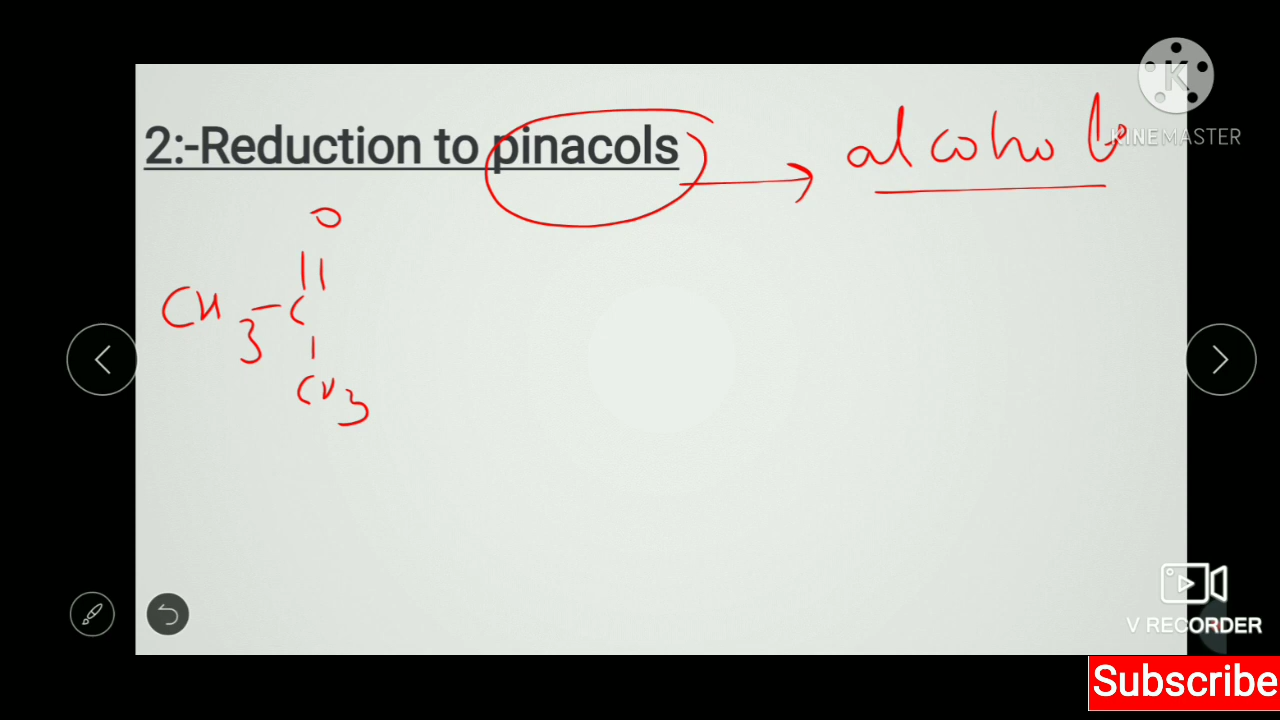 2:-Reduction to pinacols
alcohol
KINEMASTER
O
||
CH3-C
|
CH3
V RECORDER
Subscribe